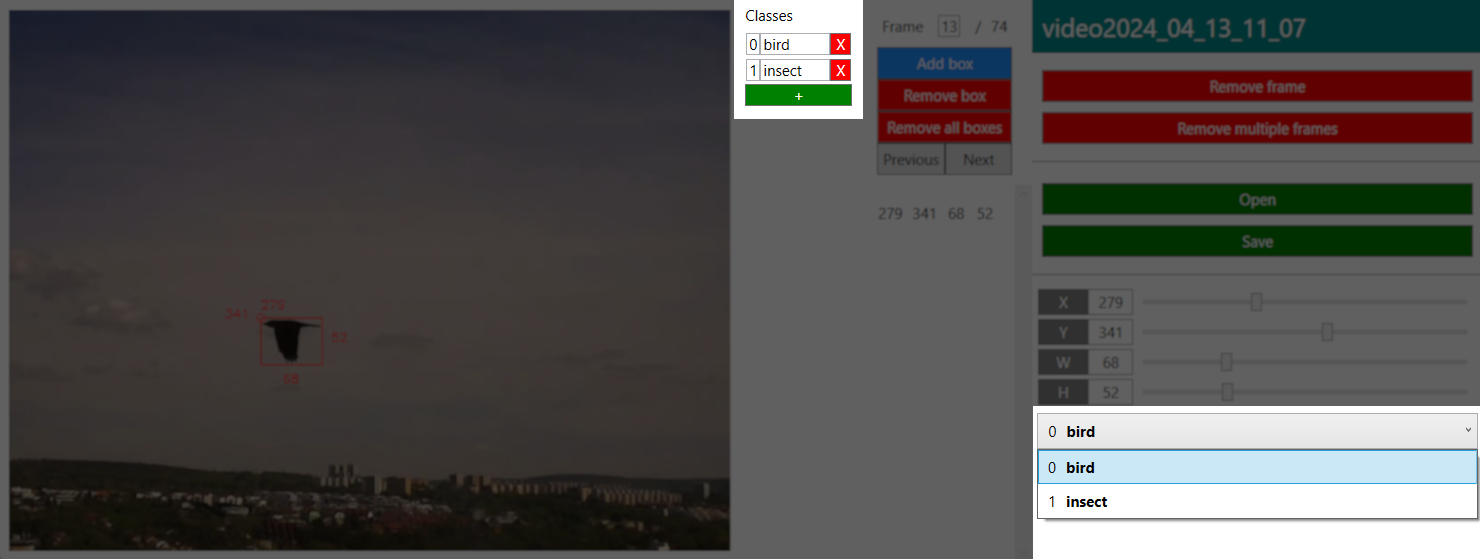 Classes
0 bird X
1 insect X
+
279
341
52
68
Frame 13 / 74
Add box
Remove box
Remove all boxes
Previous Next
279 341 68 52
video2024_04_13_11_07
Remove frame
Remove multiple frames
Open
Save
X 279
Y 341
W 68
H 52
0 bird
0 bird
1 insect